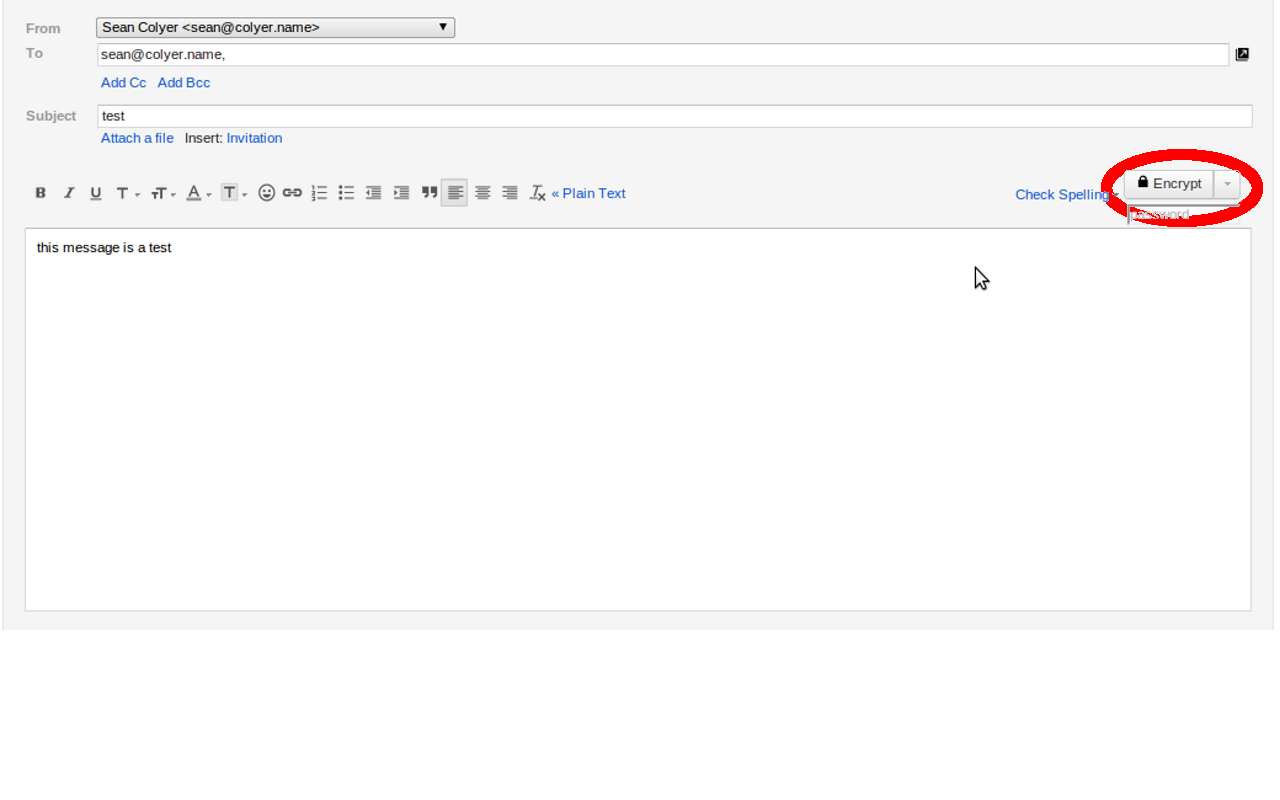 From Sean Colyer <sean@colyer.name>
To sean@colyer.name,
Add Cc Add Bcc
Subject test
Attach a file Insert: Invitation
B I U T T A T « Plain Text Check Spelling Encrypt
password
this message is a test